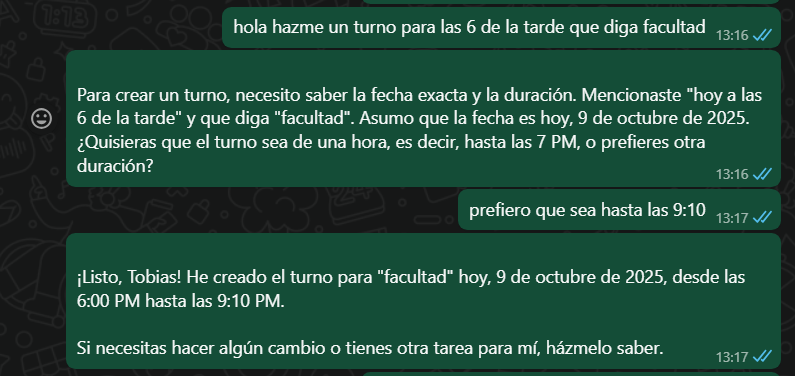 hola hazme un turno para las 6 de la tarde que diga facultad
13:16
Para crear un turno, necesito saber la fecha exacta y la duración. Mencionaste "hoy a las
6 de la tarde" y que diga "facultad". Asumo que la fecha es hoy, 9 de octubre de 2025.
¿Quisieras que el turno sea de una hora, es decir, hasta las 7 PM, o prefieres otra
duración?
13:16
prefiero que sea hasta las 9:10
13:17
¡Listo, Tobias! He creado el turno para "facultad" hoy, 9 de octubre de 2025, desde las
6:00 PM hasta las 9:10 PM.
Si necesitas hacer algún cambio o tienes otra tarea para mí, házmelo saber.
13:17